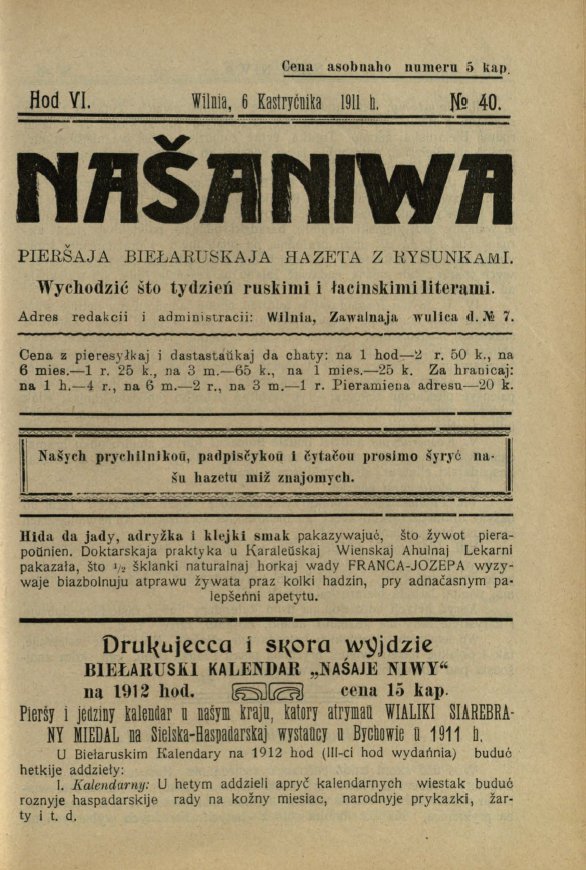 Cena asobnaho numeru 5 kap.
Hod VI. Wilnia, 6 Kastryčnika 1911 h. № 40.
NAŠANIWA
PIERŠAJA BIEŁARUSKAJA HAZETA Z RYSUNKAMI.
Wychodzić što tydzień ruskimi i łacinskimi literami.
Adres redakcii i administracii: Wilnia, Zawalnaja wulica d. № 7.
Cena z pieresyłkaj i dastastaŭkaj da chaty: na 1 hod—2 r. 50 k., na
6 mies.—1 r. 25 k., na 3 m.—65 k., na 1 mies.—25 k. Za hranicaj:
na 1 h.—4 r., na 6 m.—2 r., na 3 m.—1 r. Pieramiena adresu—20 k.
Našych prychilnikoŭ, padpisčykoŭ i čytačoŭ prosimo šyryć na-
šu hazetu miž znajomych.
Hida da jady, adryžka i klejki smak pakazywajuć, što żywot piera-
poŭnien. Doktarskaja praktyka u Karaleŭskaj Wienskaj Ahulnaj Lekarni
pakazała, što ½ šklanki naturalnaj horkaj wady FRANCA-JOZEPA wyzy-
waje biazbolnuju atprawu żywata praz kolki hadzin, pry adnačasnym pa-
lepšeńni apetytu.
Drukujecca i skora wyjdzie
BIEŁARUSKI KALENDAR „NAŚAJE NIWY“
na 1912 hod. cena 15 kap.
Pieršy i jedziny kalendar u našym kraju, katory atrymaŭ WIALIKI SIAREBRA-
NY MIEDAL na Sielska-Haspadarskaj wystaŭcy u Bychowie ŭ 1911 h.
U Biełaruskim Kalendary na 1912 hod (III-ci hod wydańnia) buduć
hetkije addzieły:
I. Kalendarny: U hetym addzieli apryč kalendarnych wiestak buduć
roznyje haspadarskije rady na kożny miesiac, narodnyje prykazki, żar-
ty i t. d.